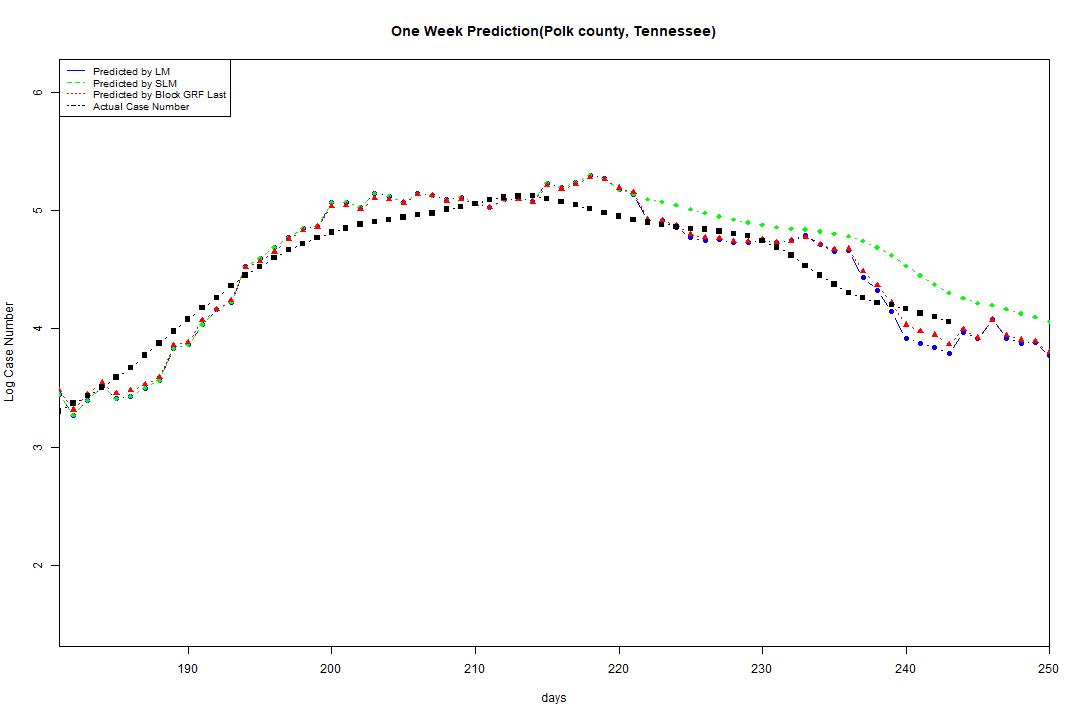 One Week Prediction(Polk county, Tennessee)
Predicted by LM
Predicted by SLM
Predicted by Block GRF Last
Actual Case Number
6
5
4
3
2
Log Case Number
190 200 210 220 230 240 250
days